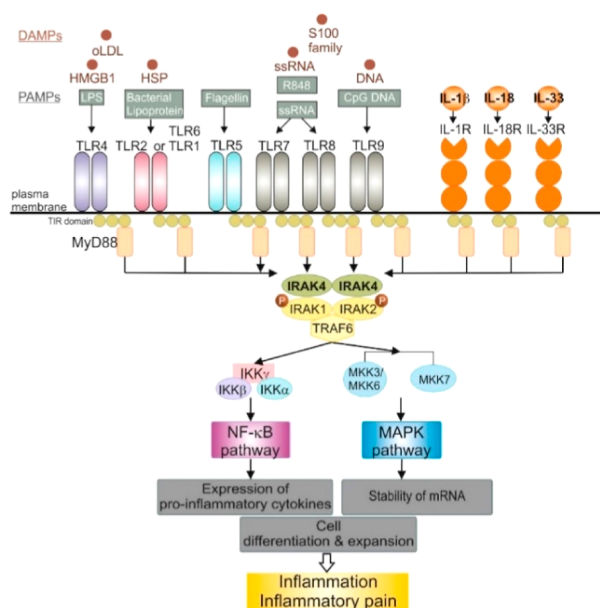 DAMPs
oLDL
S100
family
HMGB1
HSP
ssRNA
DNA
PAMPs
LPS
Bacterial
Lipoprotein
Flagellin
R848
ssRNA
CpG DNA
IL-1β
IL-18
IL-33
TLR4
TLR2 or
TLR6
TLR1
TLR5
TLR7
TLR8
TLR9
IL-1R
IL-18R
IL-33R
plasma
membrane
TIR domain
MyD88
IRAK4
IRAK4
P
IRAK1
IRAK2
P
TRAF6
IKKγ
IKKβ
IKKα
MKK3/
MKK6
MKK7
NF-κB
pathway
MAPK
pathway
Expression of
pro-inflammatory cytokines
Stability of mRNA
Cell
differentiation & expansion
Inflammation
Inflammatory pain